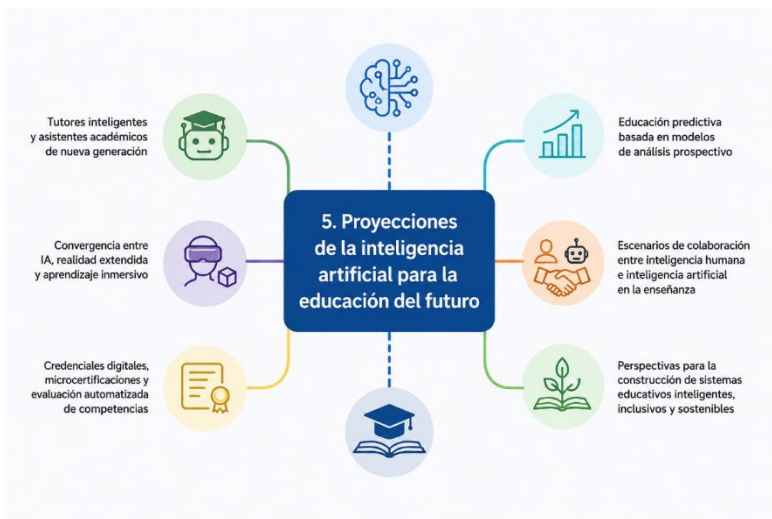 Tutores inteligentes
y asistentes académicos
de nueva generación
Convergencia entre
IA, realidad extendida
y aprendizaje inmersivo
Credenciales digitales,
microcertificaciones y
evaluación automatizada
de competencias
5. Proyecciones
de la inteligencia
artificial para la
educación del futuro
Educación predictiva
basada en modelos
de análisis prospectivo
Escenarios de colaboración
entre inteligencia humana
e inteligencia artificial
en la enseñanza
Perspectivas para la
construcción de sistemas
educativos inteligentes,
inclusivos y sostenibles